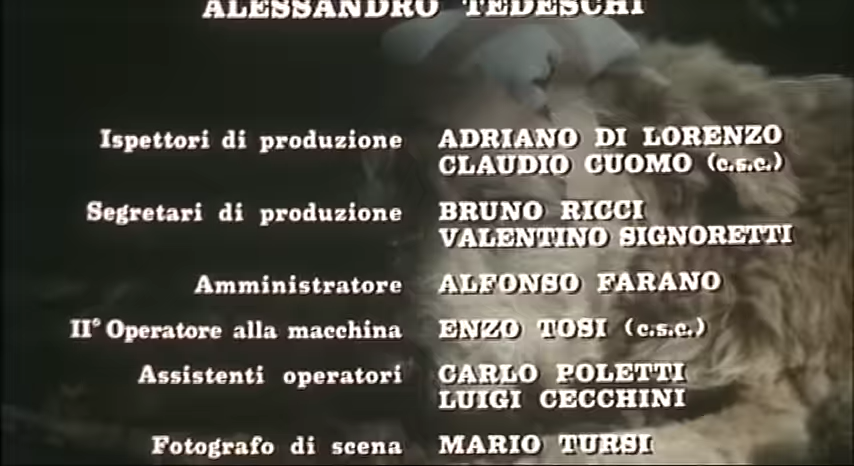 ALESSANDRO TEDESCHI
Ispettori di produzione ADRIANO DI LORENZO
CLAUDIO CUOMO (c.s.c.)
Segretari di produzione BRUNO RICCI
VALENTINO SIGNORETTI
Amministratore ALFONSO FARANO
II° Operatore alla macchina ENZO TOSI (c.s.c.)
Assistenti operatori CARLO POLETTI
LUIGI CECCHINI
Fotografo di scena MARIO TURSI